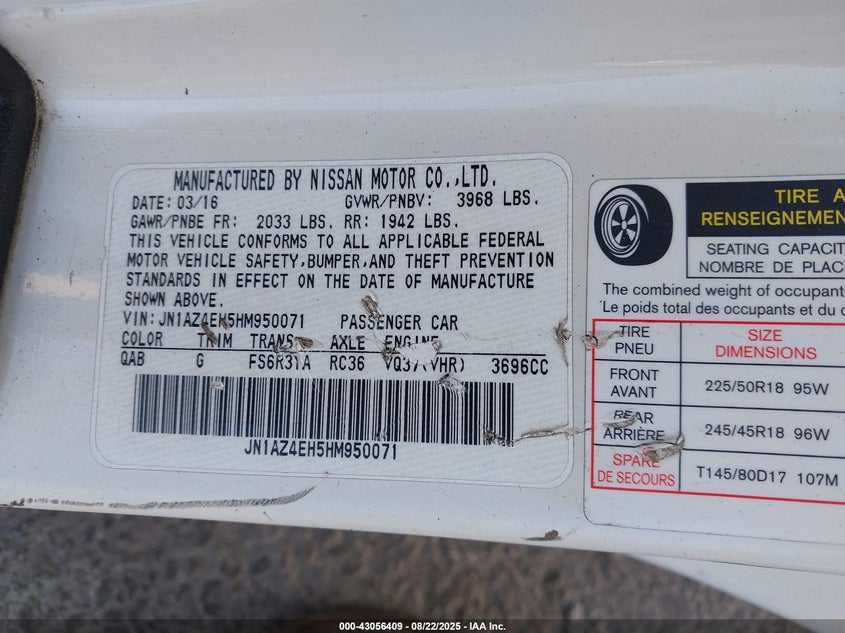 MANUFACTURED BY NISSAN MOTOR CO.,LTD.
DATE: 03/16 GVWR/PNBV: 3968 LBS.
GAWR/PNBE FR: 2033 LBS. RR: 1942 LBS.
THIS VEHICLE CONFORMS TO ALL APPLICABLE FEDERAL
MOTOR VEHICLE SAFETY,BUMPER,AND THEFT PREVENTION
STANDARDS IN EFFECT ON THE DATE OF MANUFACTURE
SHOWN ABOVE.
VIN:JN1AZ4EH5HM950071 PASSENGER CAR
COLOR TRIM TRANS AXLE ENGINE
QAB G FS6R31A RC36 VQ37(VHR) 3696CC
JN1AZ4EH5HM950071
TIRE A
RENSEIGNEMEN
SEATING CAPACIT
NOMBRE DE PLAC
The combined weight of occupant
Le poids total des occupants et du c
TIRE SIZE
PNEU DIMENSIONS
FRONT
AVANT 225/50R18 95W
REAR
ARRIÈRE 245/45R18 96W
SPARE
DE SECOURS T145/80D17 107M
000-43056409 - 08/22/2025 - IAA Inc.